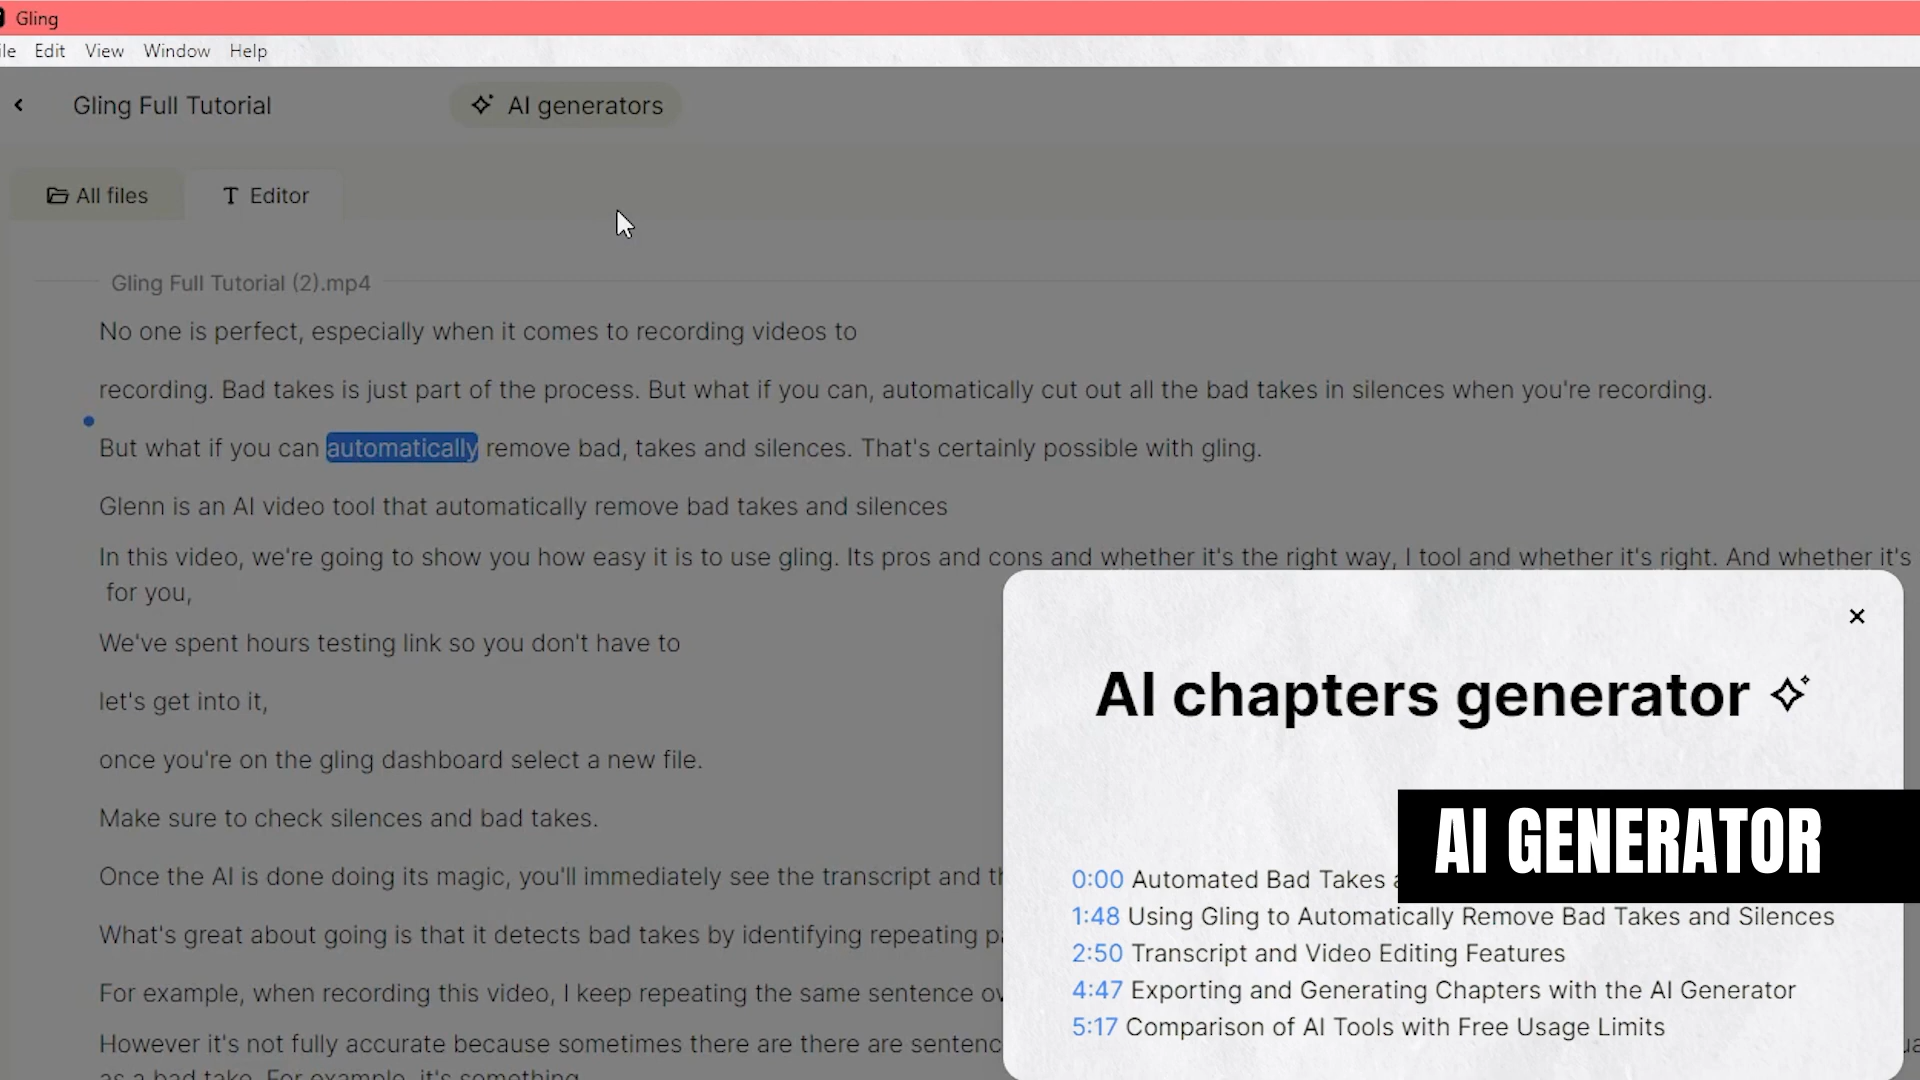 Gling
ile Edit View Window Help
Gling Full Tutorial
AI generators
All files
Editor
Gling Full Tutorial (2).mp4
No one is perfect, especially when it comes to recording videos to
recording. Bad takes is just part of the process. But what if you can, automatically cut out all the bad takes in silences when you're recording.
But what if you can automatically remove bad, takes and silences. That's certainly possible with gling.
Glenn is an AI video tool that automatically remove bad takes and silences
In this video, we're going to show you how easy it is to use gling. Its pros and cons and whether it's the right way, I tool and whether it's right. And whether it's
for you,
We've spent hours testing link so you don't have to
let's get into it,
once you're on the gling dashboard select a new file.
Make sure to check silences and bad takes.
Once the AI is done doing its magic, you'll immediately see the transcript and th
What's great about going is that it detects bad takes by identifying repeating pa
For example, when recording this video, I keep repeating the same sentence ov
However it's not fully accurate because sometimes there are there are sentenc
as a bad take. For example, it's something
AI chapters generator
AI GENERATOR
0:00 Automated Bad Takes a
1:48 Using Gling to Automatically Remove Bad Takes and Silences
2:50 Transcript and Video Editing Features
4:47 Exporting and Generating Chapters with the AI Generator
5:17 Comparison of AI Tools with Free Usage Limits